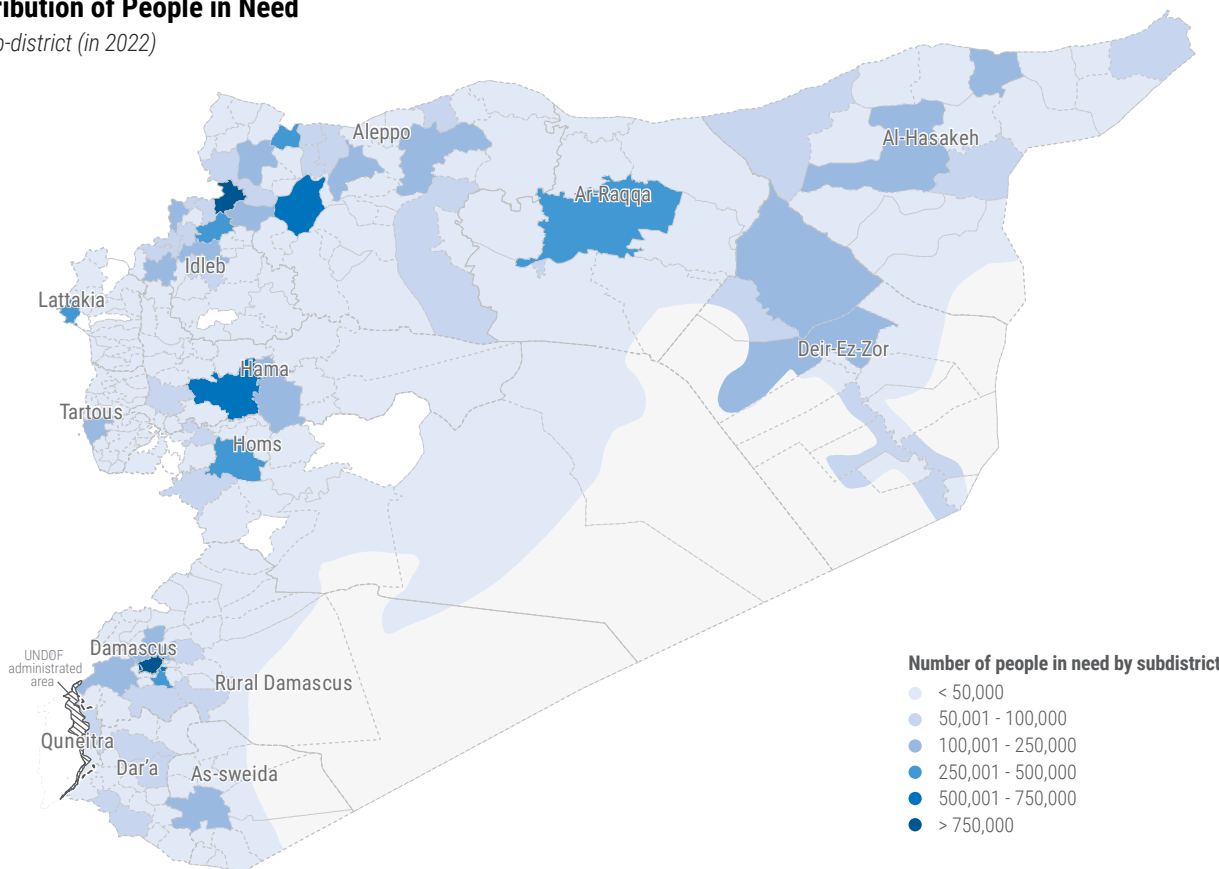 ribution of People in Need
o-district (in 2022)
Aleppo
Al-Hasakeh
Ar-Raqqa
Idleb
Lattakia
Deir-Ez-Zor
Hama
Tartous
Homs
Damascus
UNDOF
administrated
area
Rural Damascus
Quneitra
Dar'a
As-sweida
Number of people in need by subdistrict
< 50,000
50,001 - 100,000
100,001 - 250,000
250,001 - 500,000
500,001 - 750,000
> 750,000